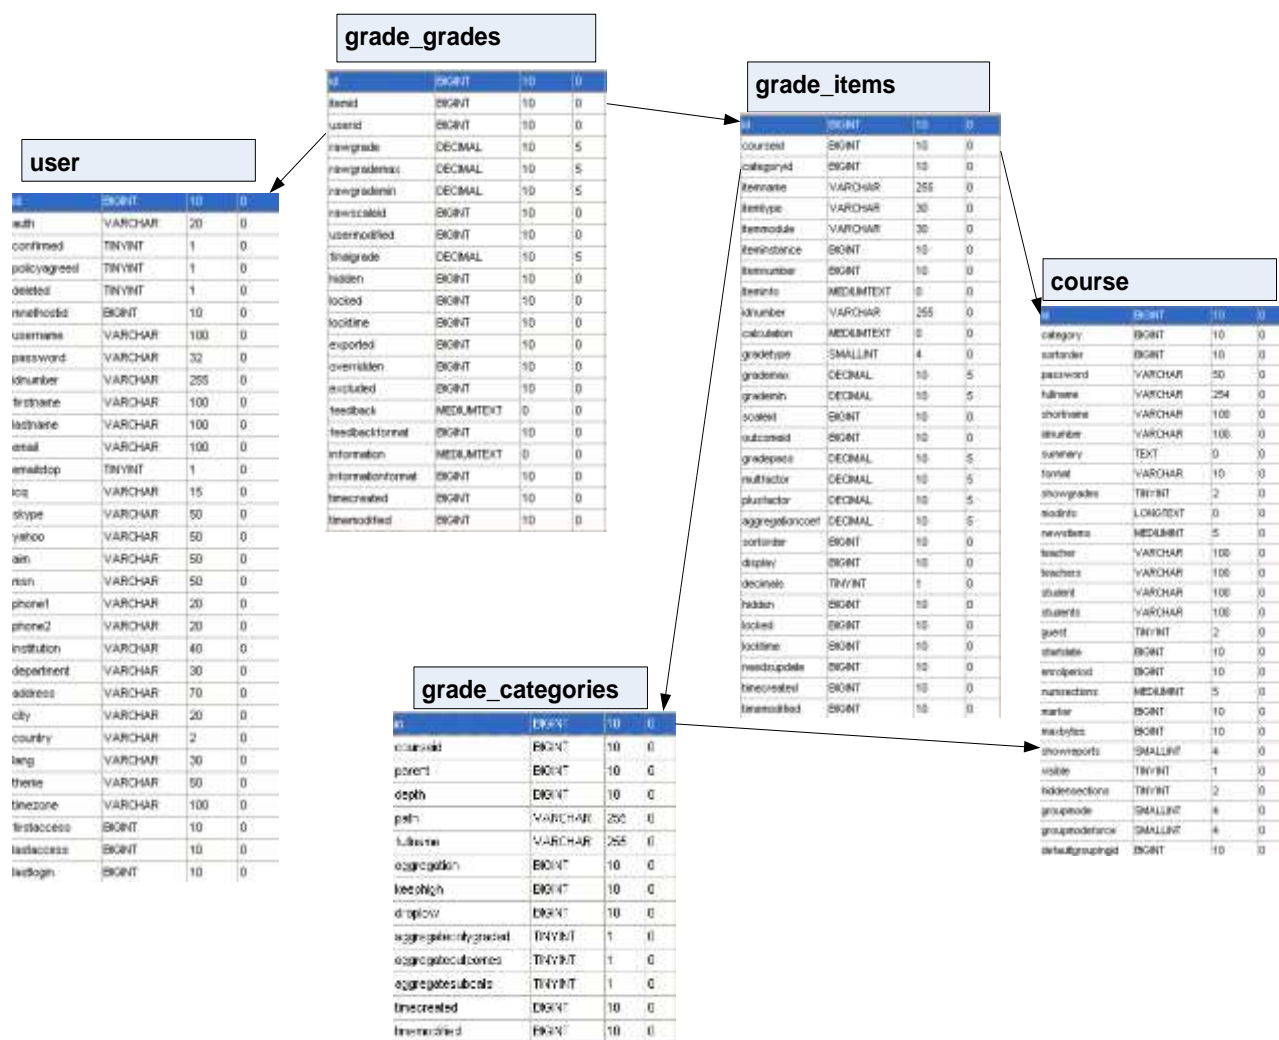 grade_grades
id BIGINT 10 0
itemid BIGINT 10 0
userid BIGINT 10 0
rawgrade DECIMAL 10 5
rawgrademax DECIMAL 10 5
rawgrademin DECIMAL 10 5
rawscaleid BIGINT 10 0
usermodified BIGINT 10 0
finalgrade DECIMAL 10 5
hidden BIGINT 10 0
locked BIGINT 10 0
locktime BIGINT 10 0
exported BIGINT 10 0
overridden BIGINT 10 0
excluded BIGINT 10 0
feedback MEDIUMTEXT 0 0
feedbackformat BIGINT 10 0
information MEDIUMTEXT 0 0
informationformat BIGINT 10 0
timecreated BIGINT 10 0
timemodified BIGINT 10 0
grade_items
id BIGINT 10 0
courseid BIGINT 10 0
categoryid BIGINT 10 0
itemname VARCHAR 255 0
itemtype VARCHAR 30 0
itemmodule VARCHAR 30 0
iteminstance BIGINT 10 0
itemnumber BIGINT 10 0
iteminfo MEDIUMTEXT 0 0
idnumber VARCHAR 255 0
calculation MEDIUMTEXT 0 0
gradetype SMALLINT 4 0
grademax DECIMAL 10 5
grademin DECIMAL 10 5
scaleid BIGINT 10 0
outcomeid BIGINT 10 0
gradepass DECIMAL 10 5
multfactor DECIMAL 10 5
plusfactor DECIMAL 10 5
aggregationcoef DECIMAL 10 5
sortorder BIGINT 10 0
display BIGINT 10 0
decimals TINYINT 1 0
hidden BIGINT 10 0
locked BIGINT 10 0
locktime BIGINT 10 0
needsupdate BIGINT 10 0
timecreated BIGINT 10 0
timemodified BIGINT 10 0
user
id BIGINT 10 0
auth VARCHAR 20 0
confirmed TINYINT 1 0
policyagreed TINYINT 1 0
deleted TINYINT 1 0
mnethostid BIGINT 10 0
username VARCHAR 100 0
password VARCHAR 32 0
idnumber VARCHAR 255 0
firstname VARCHAR 100 0
lastname VARCHAR 100 0
email VARCHAR 100 0
emailstop TINYINT 1 0
icq VARCHAR 15 0
skype VARCHAR 50 0
yahoo VARCHAR 50 0
aim VARCHAR 50 0
msn VARCHAR 50 0
phone1 VARCHAR 20 0
phone2 VARCHAR 20 0
institution VARCHAR 40 0
department VARCHAR 30 0
address VARCHAR 70 0
city VARCHAR 20 0
country VARCHAR 2 0
lang VARCHAR 30 0
theme VARCHAR 50 0
timezone VARCHAR 100 0
firstaccess BIGINT 10 0
lastaccess BIGINT 10 0
lastlogin BIGINT 10 0
course
id BIGINT 10 0
category BIGINT 10 0
sortorder BIGINT 10 0
password VARCHAR 50 0
fullname VARCHAR 254 0
shortname VARCHAR 100 0
idnumber VARCHAR 100 0
summary TEXT 0 0
format VARCHAR 10 0
showgrades TINYINT 2 0
modinfo LONGTEXT 0 0
newsitems MEDIUMINT 5 0
teacher VARCHAR 100 0
teachers VARCHAR 100 0
student VARCHAR 100 0
students VARCHAR 100 0
guest TINYINT 2 0
startdate BIGINT 10 0
enrolperiod BIGINT 10 0
numsections MEDIUMINT 5 0
marker BIGINT 10 0
maxbytes BIGINT 10 0
showreports SMALLINT 4 0
visible TINYINT 1 0
hiddensections TINYINT 2 0
groupmode SMALLINT 4 0
groupmodeforce SMALLINT 4 0
defaultgroupingid BIGINT 10 0
grade_categories
id BIGINT 10 0
courseid BIGINT 10 0
parent BIGINT 10 0
depth BIGINT 10 0
path VARCHAR 255 0
fullname VARCHAR 255 0
aggregation BIGINT 10 0
keephigh BIGINT 10 0
droplow BIGINT 10 0
aggregateonlygraded TINYINT 1 0
aggregateoutcomes TINYINT 1 0
aggregatesubcats TINYINT 1 0
timecreated BIGINT 10 0
timemodified BIGINT 10 0